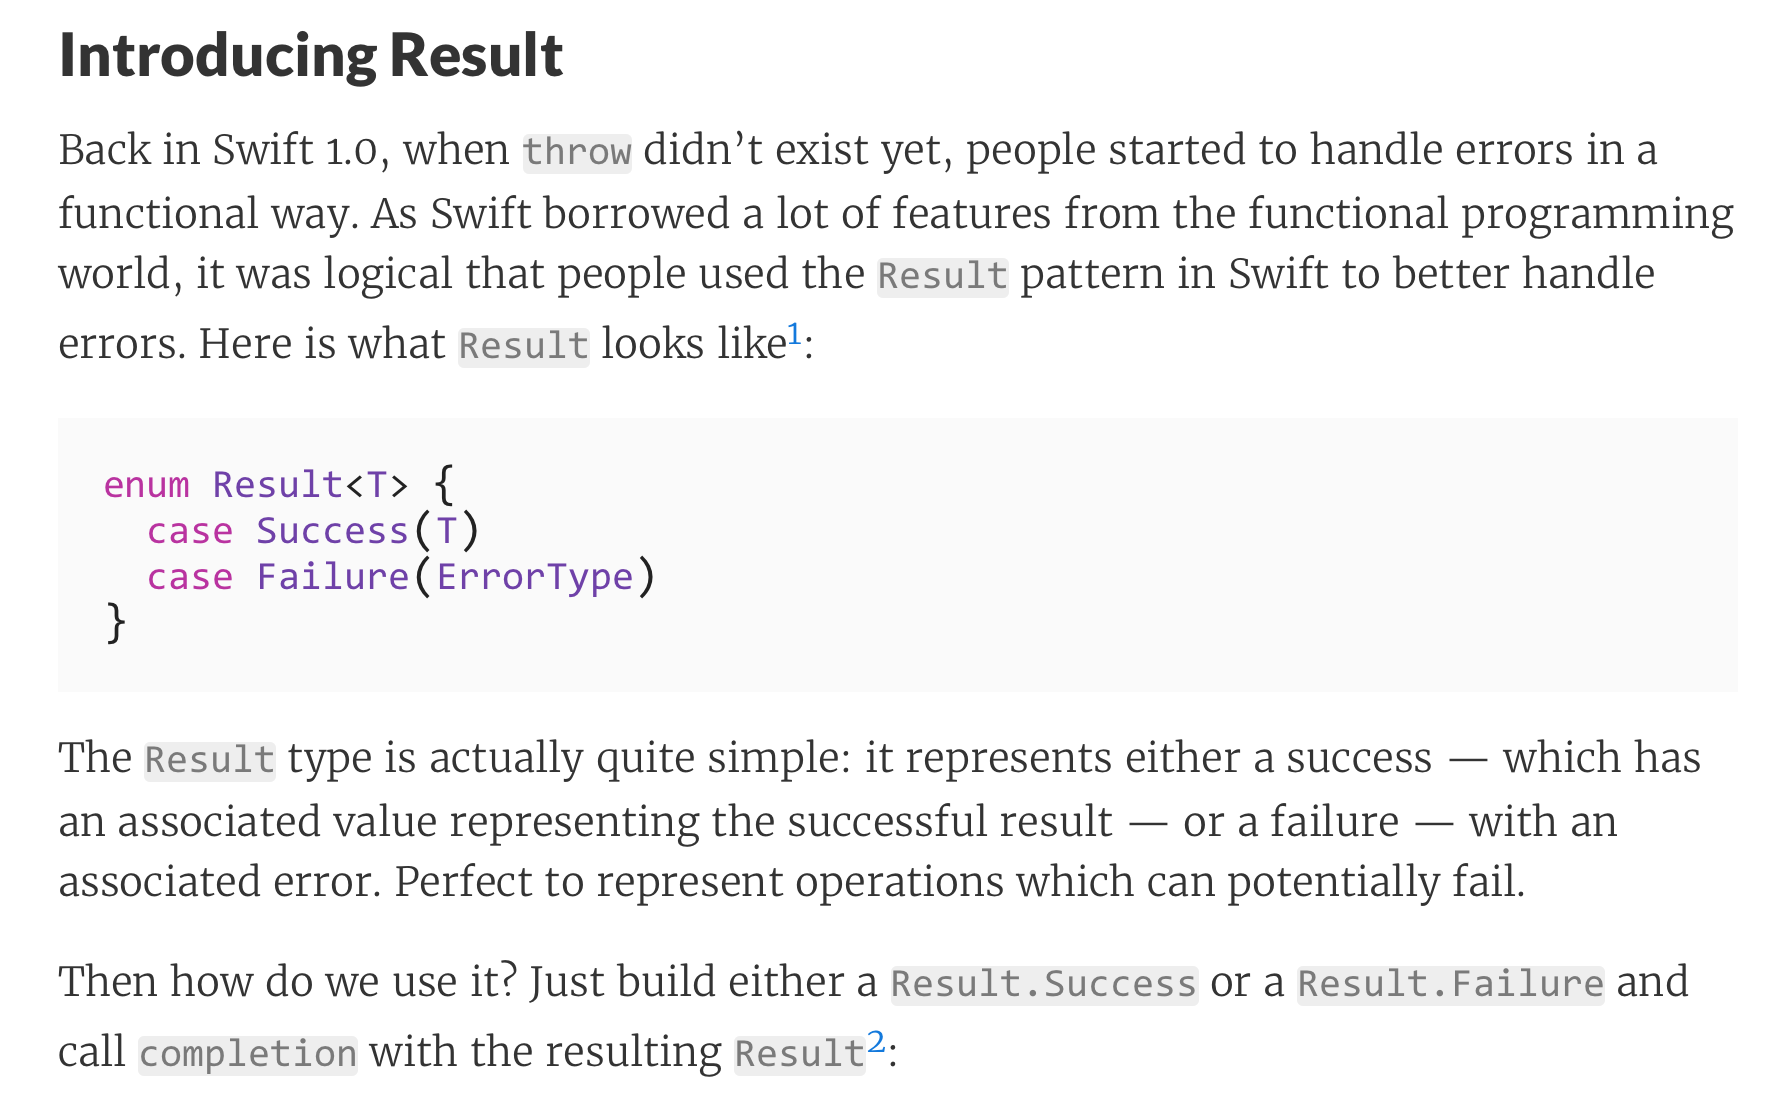 Introducing Result
Back in Swift 1.0, when throw didn’t exist yet, people started to handle errors in a
functional way. As Swift borrowed a lot of features from the functional programming
world, it was logical that people used the Result pattern in Swift to better handle
errors. Here is what Result looks like1:
enum Result<T> {
  case Success(T)
  case Failure(ErrorType)
}
The Result type is actually quite simple: it represents either a success — which has
an associated value representing the successful result — or a failure — with an
associated error. Perfect to represent operations which can potentially fail.
Then how do we use it? Just build either a Result.Success or a Result.Failure and
call completion with the resulting Result2: